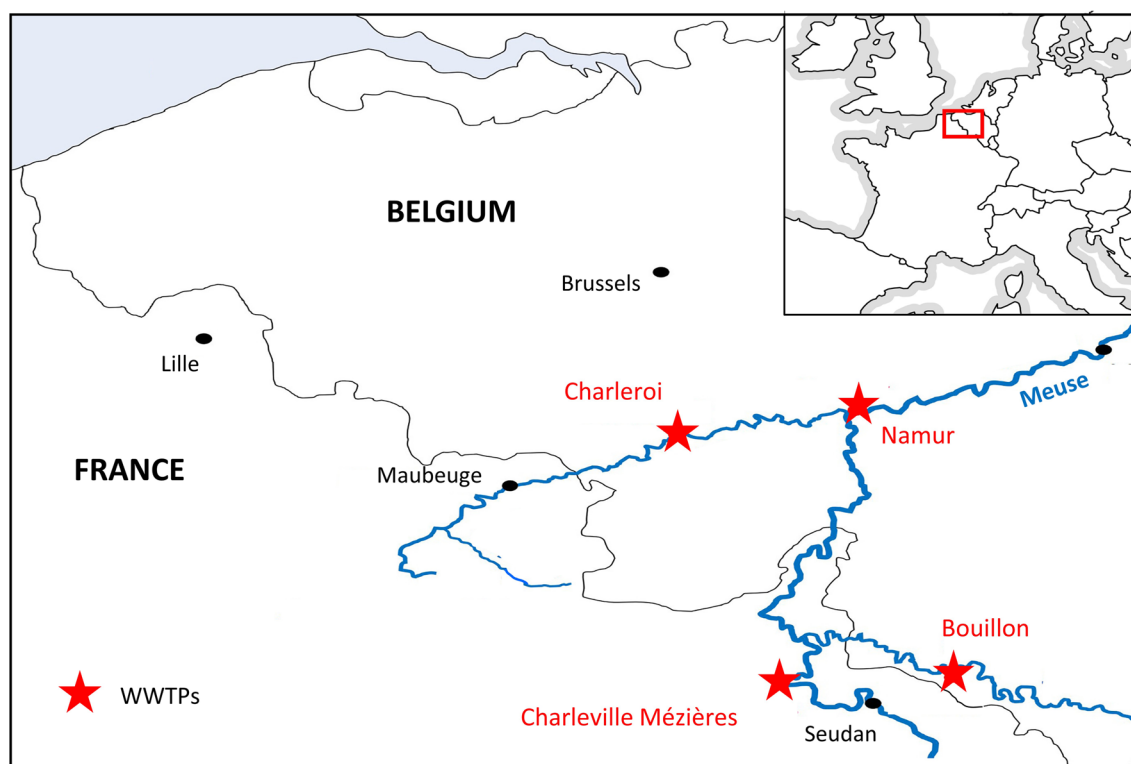 BELGIUM
Brussels
Lille
Charleroi
Meuse
Namur
FRANCE
Maubeuge
Bouillon
WWTPs
Charleville Mézières
Seudan